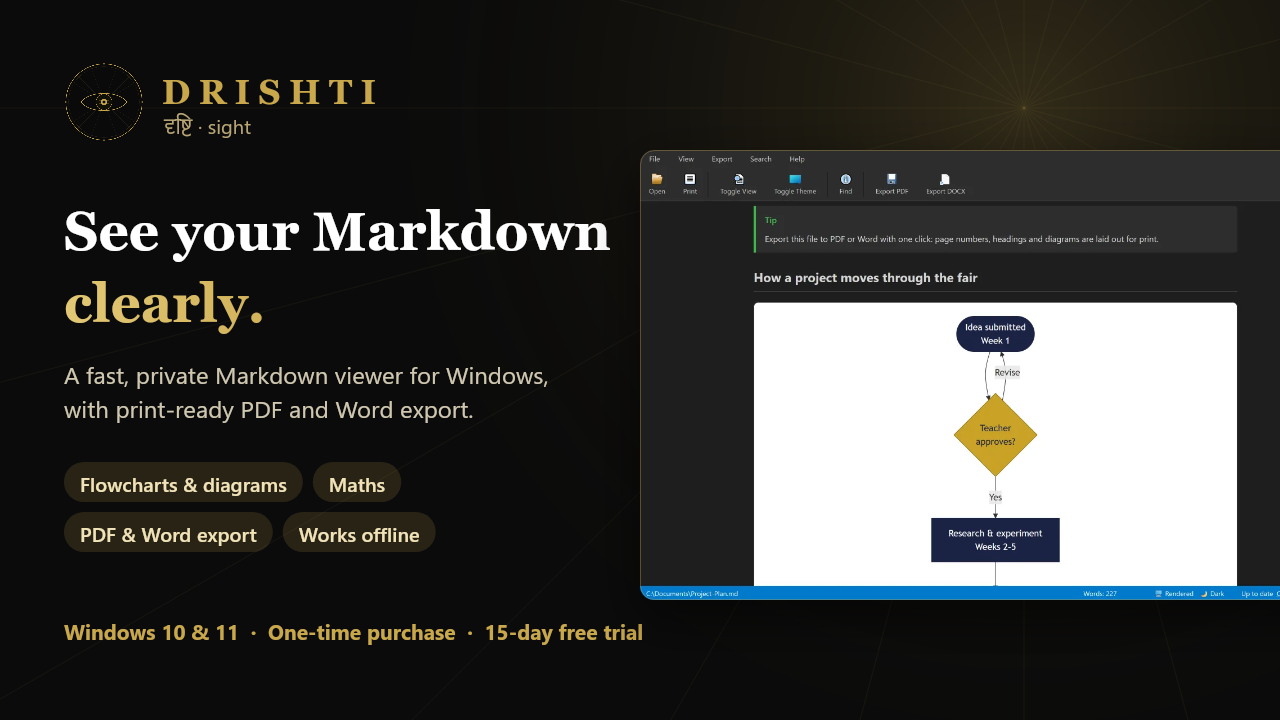 DRISHTI
दृष्टि · sight
See your Markdown
clearly.
A fast, private Markdown viewer for Windows,
with print-ready PDF and Word export.
Flowcharts & diagrams
Maths
PDF & Word export
Works offline
Windows 10 & 11 · One-time purchase · 15-day free trial
File View Export Search Help
Open Print Toggle View Toggle Theme Find Export PDF Export DOCX
Tip
Export this file to PDF or Word with one click: page numbers, headings and diagrams are laid out for print.
How a project moves through the fair
Idea submitted
Week 1
Revise
Teacher
approves?
Yes
Research & experiment
Weeks 2-5
C:\Documents\Project-Plan.md Words: 227 Rendered Dark Up to date